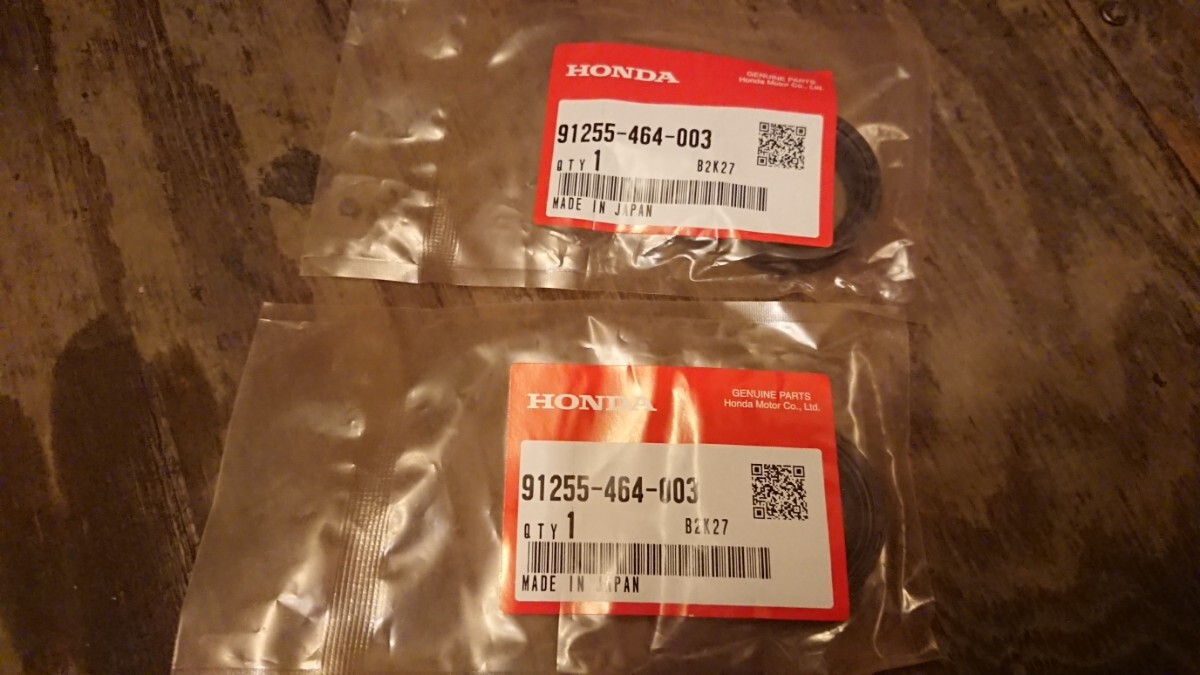 HONDA
GENUINE PARTS
Honda Motor Co., Ltd.
91255-464-003
QTY 1 B2K27
MADE IN JAPAN
HONDA
GENUINE PARTS
Honda Motor Co., Ltd.
91255-464-003
QTY 1 B2K27
MADE IN JAPAN